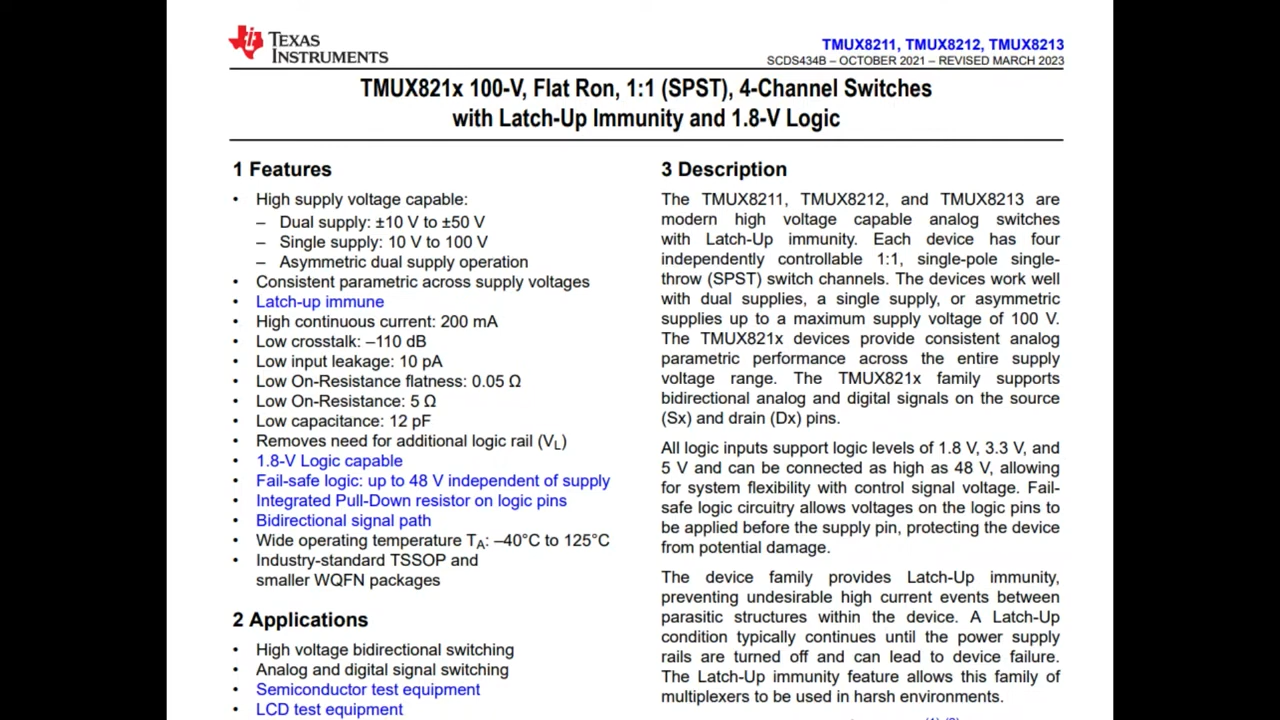 TEXAS
INSTRUMENTS
TMUX8211, TMUX8212, TMUX8213
SCDS434B – OCTOBER 2021 – REVISED MARCH 2023
TMUX821x 100-V, Flat Ron, 1:1 (SPST), 4-Channel Switches
with Latch-Up Immunity and 1.8-V Logic
1 Features
• High supply voltage capable:
– Dual supply: ±10 V to ±50 V
– Single supply: 10 V to 100 V
– Asymmetric dual supply operation
• Consistent parametric across supply voltages
• Latch-up immune
• High continuous current: 200 mA
• Low crosstalk: –110 dB
• Low input leakage: 10 pA
• Low On-Resistance flatness: 0.05 Ω
• Low On-Resistance: 5 Ω
• Low capacitance: 12 pF
• Removes need for additional logic rail (VL)
• 1.8-V Logic capable
• Fail-safe logic: up to 48 V independent of supply
• Integrated Pull-Down resistor on logic pins
• Bidirectional signal path
• Wide operating temperature TA: –40°C to 125°C
• Industry-standard TSSOP and
smaller WQFN packages
2 Applications
• High voltage bidirectional switching
• Analog and digital signal switching
• Semiconductor test equipment
• LCD test equipment
3 Description
The TMUX8211, TMUX8212, and TMUX8213 are
modern high voltage capable analog switches
with Latch-Up immunity. Each device has four
independently controllable 1:1, single-pole single-
throw (SPST) switch channels. The devices work well
with dual supplies, a single supply, or asymmetric
supplies up to a maximum supply voltage of 100 V.
The TMUX821x devices provide consistent analog
parametric performance across the entire supply
voltage range. The TMUX821x family supports
bidirectional analog and digital signals on the source
(Sx) and drain (Dx) pins.
All logic inputs support logic levels of 1.8 V, 3.3 V, and
5 V and can be connected as high as 48 V, allowing
for system flexibility with control signal voltage. Fail-
safe logic circuitry allows voltages on the logic pins to
be applied before the supply pin, protecting the device
from potential damage.
The device family provides Latch-Up immunity,
preventing undesirable high current events between
parasitic structures within the device. A Latch-Up
condition typically continues until the power supply
rails are turned off and can lead to device failure.
The Latch-Up immunity feature allows this family of
multiplexers to be used in harsh environments.